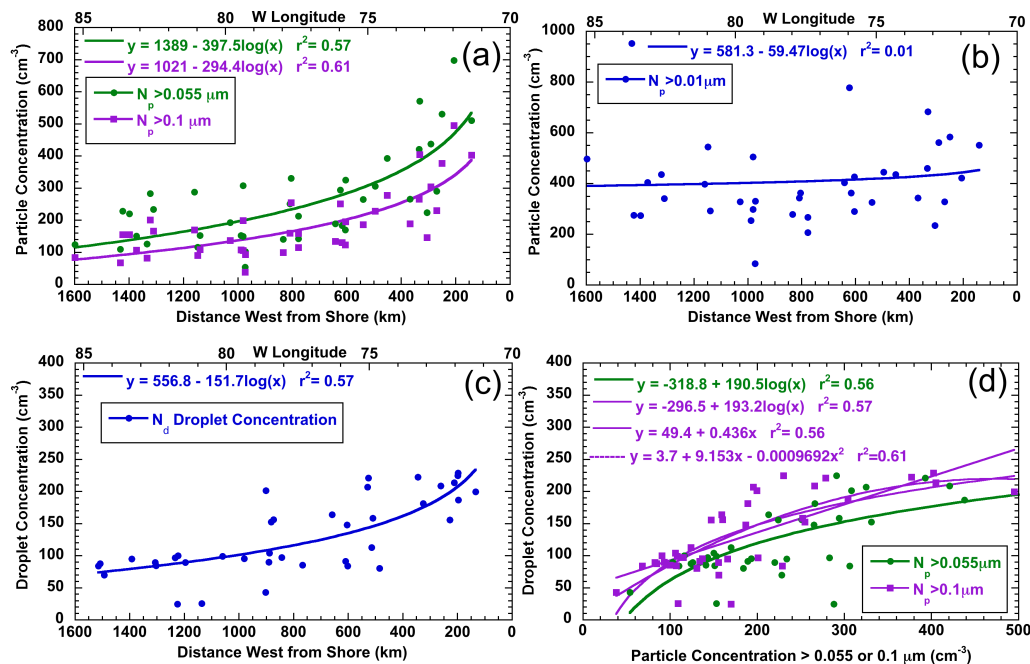 85 80 W Longitude 75 70
800
700
600
500
400
300
200
100
0
Particle Concentration (cm-3)
y = 1389 - 397.5log(x) r2= 0.57
y = 1021 - 294.4log(x) r2= 0.61
(a)
Np>0.055 μm
Np>0.1 μm
1600 1400 1200 1000 800 600 400 200 0
Distance West from Shore (km)
85 80 W Longitude 75 70
1000
800
600
400
200
0
Particle Concentration (cm-3)
y = 581.3 - 59.47log(x) r2= 0.01
(b)
Np>0.01μm
1600 1400 1200 1000 800 600 400 200 0
Distance West from Shore (km)
85 80 W Longitude 75 70
400
350
300
250
200
150
100
50
0
Droplet Concentration (cm-3)
y = 556.8 - 151.7log(x) r2= 0.57
(c)
Nd Droplet Concentration
1600 1400 1200 1000 800 600 400 200 0
Distance West from Shore (km)
400
350
300
250
200
150
100
50
0
Droplet Concentration (cm-3)
y = -318.8 + 190.5log(x) r2= 0.56
(d)
y = -296.5 + 193.2log(x) r2= 0.57
y = 49.4 + 0.436x r2= 0.56
y = 3.7 + 9.153x - 0.0009692x2 r2=0.61
Np>0.055μm
Np>0.1μm
0 100 200 300 400 500
Particle Concentration > 0.055 or 0.1 μm (cm-3)